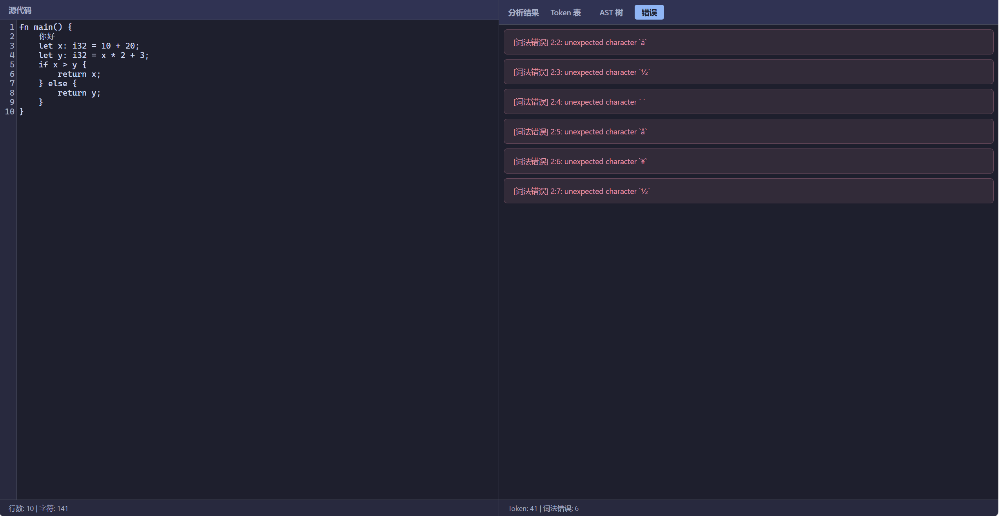 源代码
1 fn main() {
2     你好
3     let x: i32 = 10 + 20;
4     let y: i32 = x * 2 + 3;
5     if x > y {
6         return x;
7     } else {
8         return y;
9     }
10 }
行数: 10 | 字符: 141
分析结果 Token 表 AST 树 错误
[词法错误] 2:2: unexpected character `ä`
[词法错误] 2:3: unexpected character `½`
[词法错误] 2:4: unexpected character ` `
[词法错误] 2:5: unexpected character `å`
[词法错误] 2:6: unexpected character `¥`
[词法错误] 2:7: unexpected character `½`
Token: 41 | 词法错误: 6